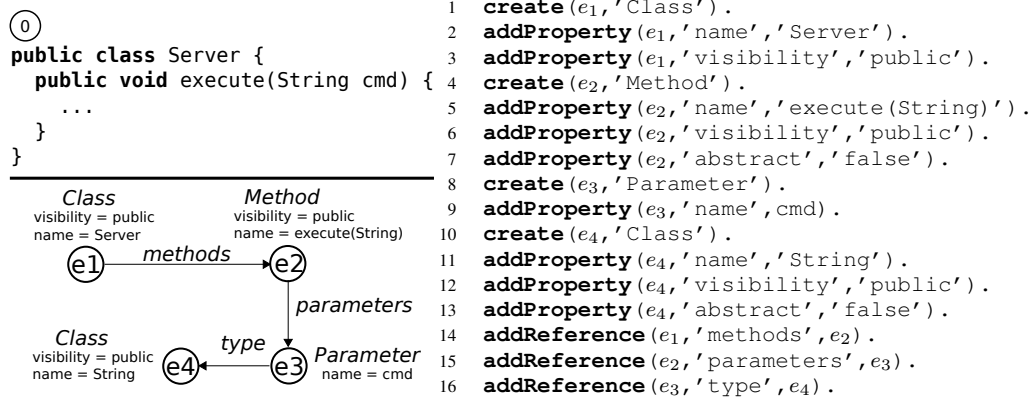 0
public class Server {
public void execute(String cmd) {
...
}
}
Class
visibility = public
name = Server
Method
visibility = public
name = execute(String)
e1
methods
e2
parameters
Class
visibility = public
name = String
e4
type
e3
Parameter
name = cmd
1 create(e1,'Class').
2 addProperty(e1,'name','Server').
3 addProperty(e1,'visibility','public').
4 create(e2,'Method').
5 addProperty(e2,'name','execute(String)').
6 addProperty(e2,'visibility','public').
7 addProperty(e2,'abstract','false').
8 create(e3,'Parameter').
9 addProperty(e3,'name',cmd).
10 create(e4,'Class').
11 addProperty(e4,'name','String').
12 addProperty(e4,'visibility','public').
13 addProperty(e4,'abstract','false').
14 addReference(e1,'methods',e2).
15 addReference(e2,'parameters',e3).
16 addReference(e3,'type',e4).